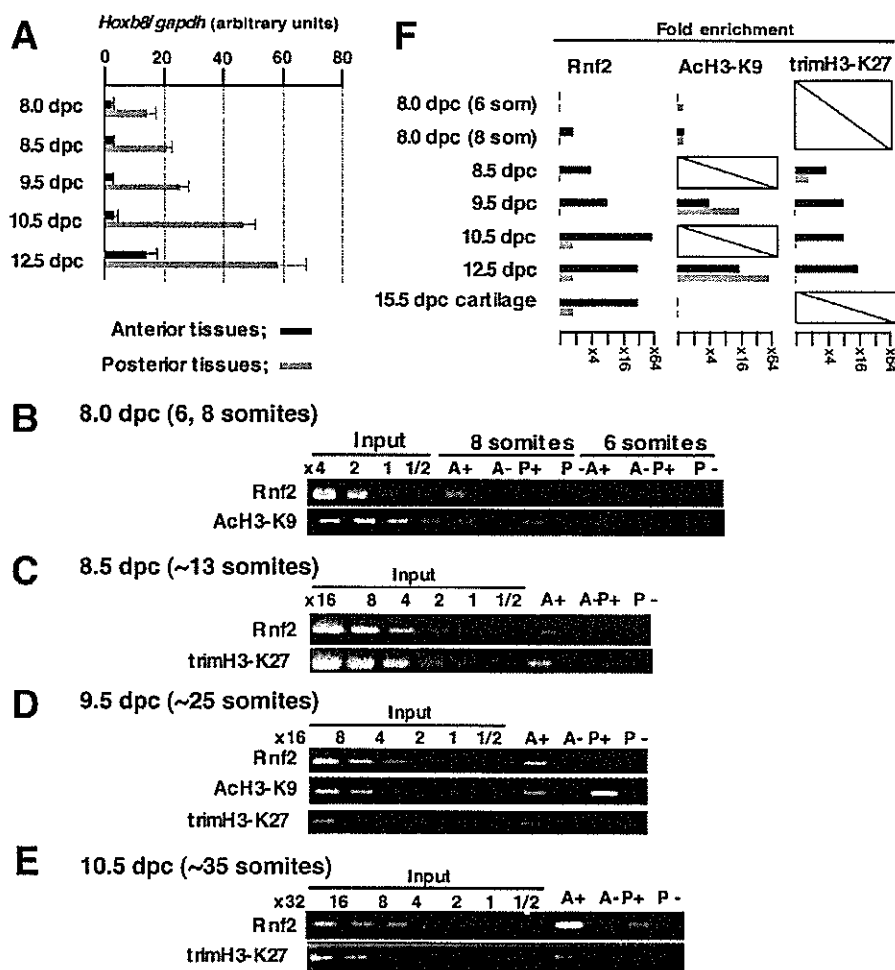 A
Hoxb8/gapdh (arbitrary units)
0 20 40 60 80
8.0 dpc
8.5 dpc
9.5 dpc
10.5 dpc
12.5 dpc
Anterior tissues;
Posterior tissues;
F
Fold enrichment
Rnf2 AcH3-K9 trimH3-K27
8.0 dpc (6 som)
8.0 dpc (8 som)
8.5 dpc
9.5 dpc
10.5 dpc
12.5 dpc
15.5 dpc cartilage
x4 x16 x64 x4 x16 x64 x4 x16 x64
B 8.0 dpc (6, 8 somites)
Input 8 somites 6 somites
x4 2 1 1/2 A+ A- P+ P - A+ A- P+ P -
Rnf2
AcH3-K9
C 8.5 dpc (~13 somites)
Input
x16 8 4 2 1 1/2 A+ A- P+ P -
Rnf2
trimH3-K27
D 9.5 dpc (~25 somites)
Input
x16 8 4 2 1 1/2 A+ A- P+ P -
Rnf2
AcH3-K9
trimH3-K27
E 10.5 dpc (~35 somites)
Input
x32 16 8 4 2 1 1/2 A+ A- P+ P -
Rnf2
trimH3-K27